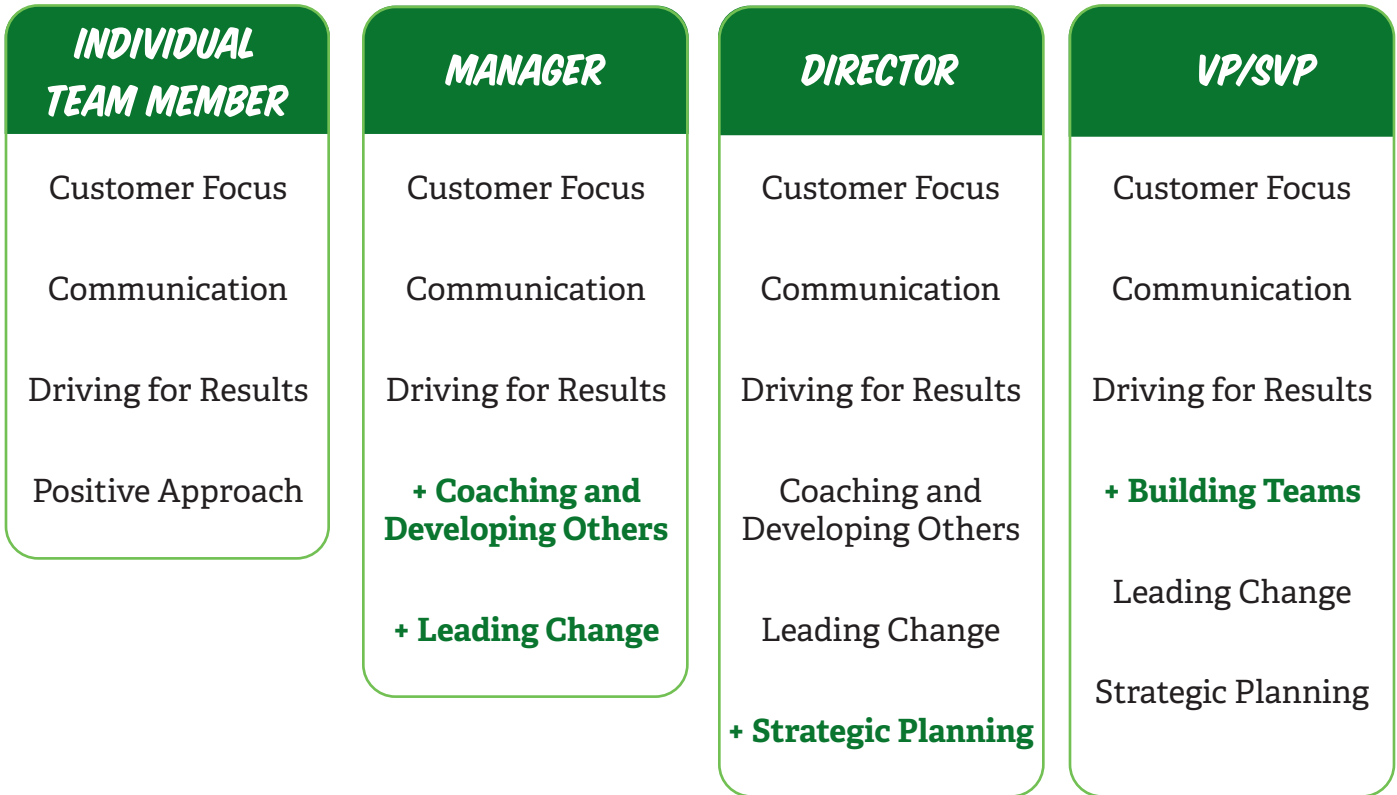 INDIVIDUAL
TEAM MEMBER
Customer Focus
Communication
Driving for Results
Positive Approach
MANAGER
Customer Focus
Communication
Driving for Results
+ Coaching and
Developing Others
+ Leading Change
DIRECTOR
Customer Focus
Communication
Driving for Results
Coaching and
Developing Others
Leading Change
+ Strategic Planning
VP/SVP
Customer Focus
Communication
Driving for Results
+ Building Teams
Leading Change
Strategic Planning